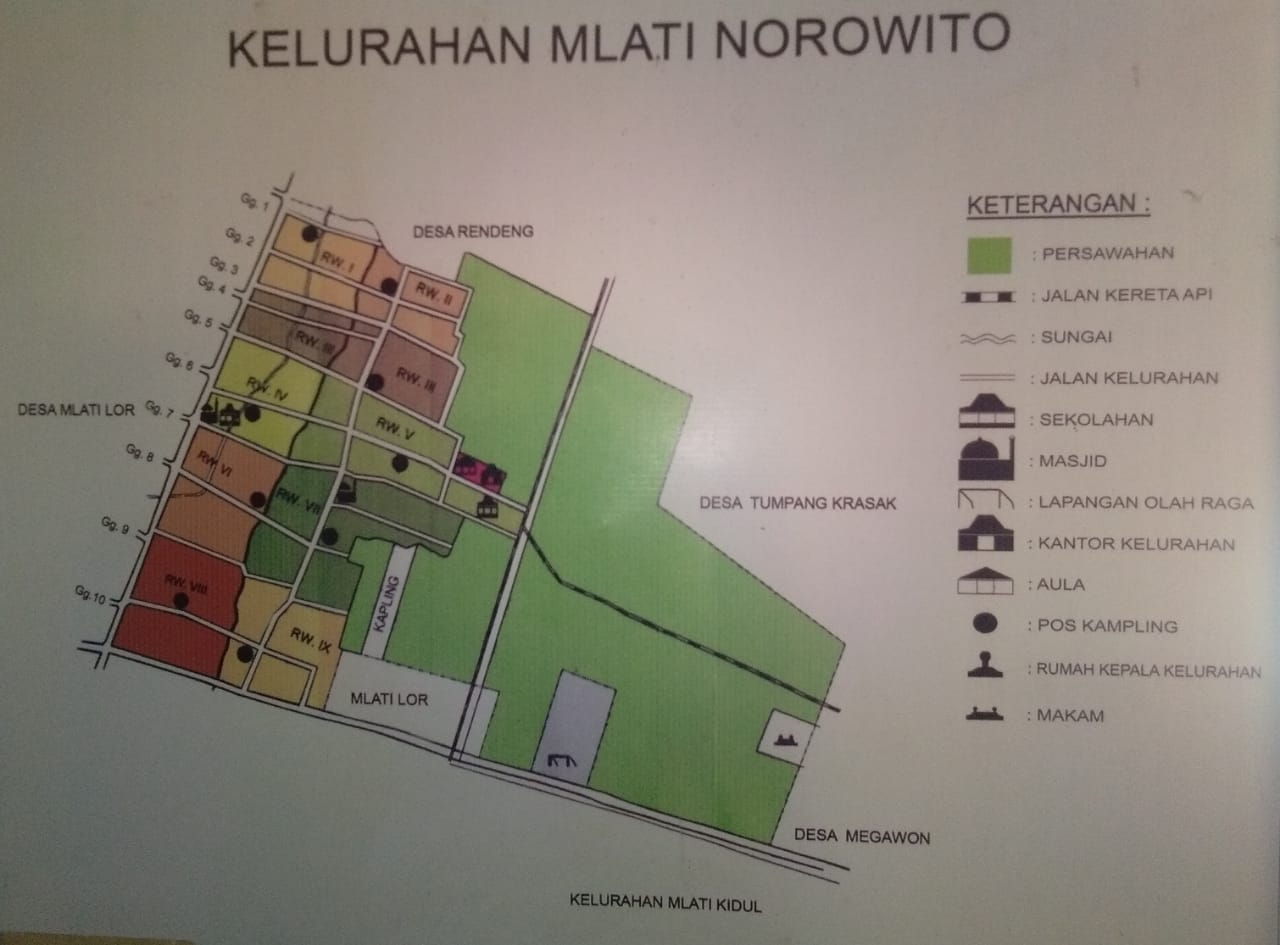 KELURAHAN MLATI NOROWITO
Gg. 1
Gg. 2
Gg. 3
Gg. 4
Gg. 5
Gg. 6
Gg. 7
Gg. 8
Gg. 9
Gg. 10
DESA RENDENG
DESA MLATI LOR
RW. I
RW. II
RW. III
RW. III
RW. IV
RW. V
RW. VI
RW. VII
RW. VIII
RW. IX
KAPLING
MLATI LOR
DESA TUMPANG KRASAK
DESA MEGAWON
KELURAHAN MLATI KIDUL
KETERANGAN :
: PERSAWAHAN
: JALAN KERETA API
: SUNGAI
: JALAN KELURAHAN
: SEKOLAHAN
: MASJID
: LAPANGAN OLAH RAGA
: KANTOR KELURAHAN
: AULA
: POS KAMPLING
: RUMAH KEPALA KELURAHAN
: MAKAM